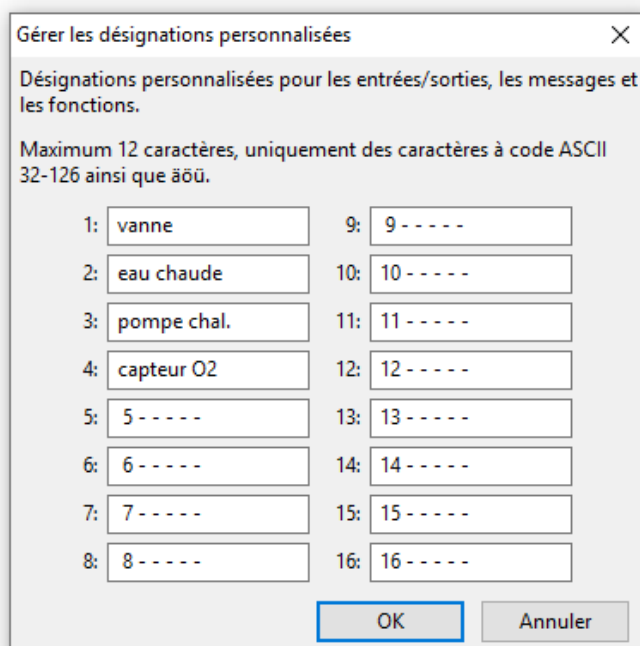 Gérer les désignations personnalisées
Désignations personnalisées pour les entrées/sorties, les messages et
les fonctions.
Maximum 12 caractères, uniquement des caractères à code ASCII
32-126 ainsi que äöü.
1: vanne
2: eau chaude
3: pompe chal.
4: capteur O2
5: 5 - - - - -
6: 6 - - - - -
7: 7 - - - - -
8: 8 - - - - -
9: 9 - - - - -
10: 10 - - - - -
11: 11 - - - - -
12: 12 - - - - -
13: 13 - - - - -
14: 14 - - - - -
15: 15 - - - - -
16: 16 - - - - -
OK
Annuler